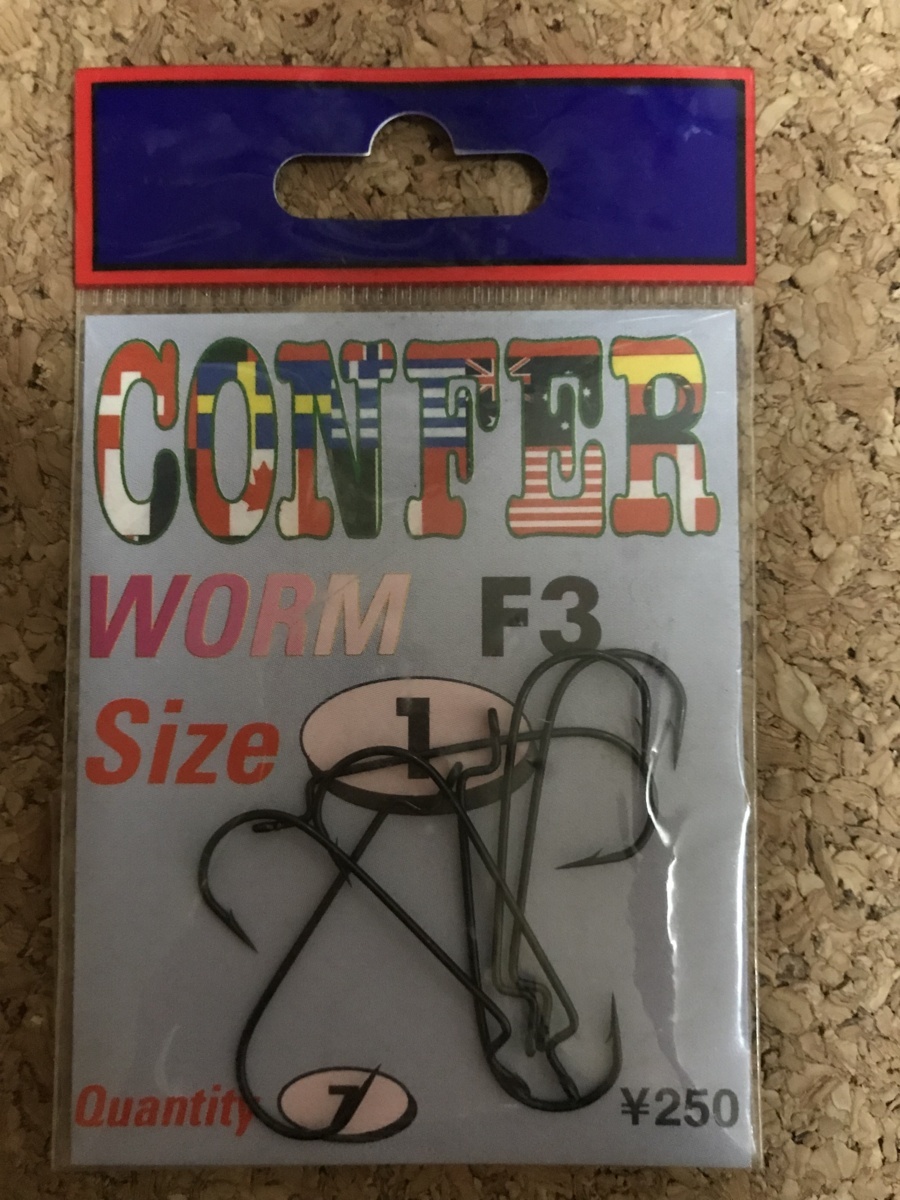 CONFER
WORM F3
Size 1
Quantity 7 ¥250